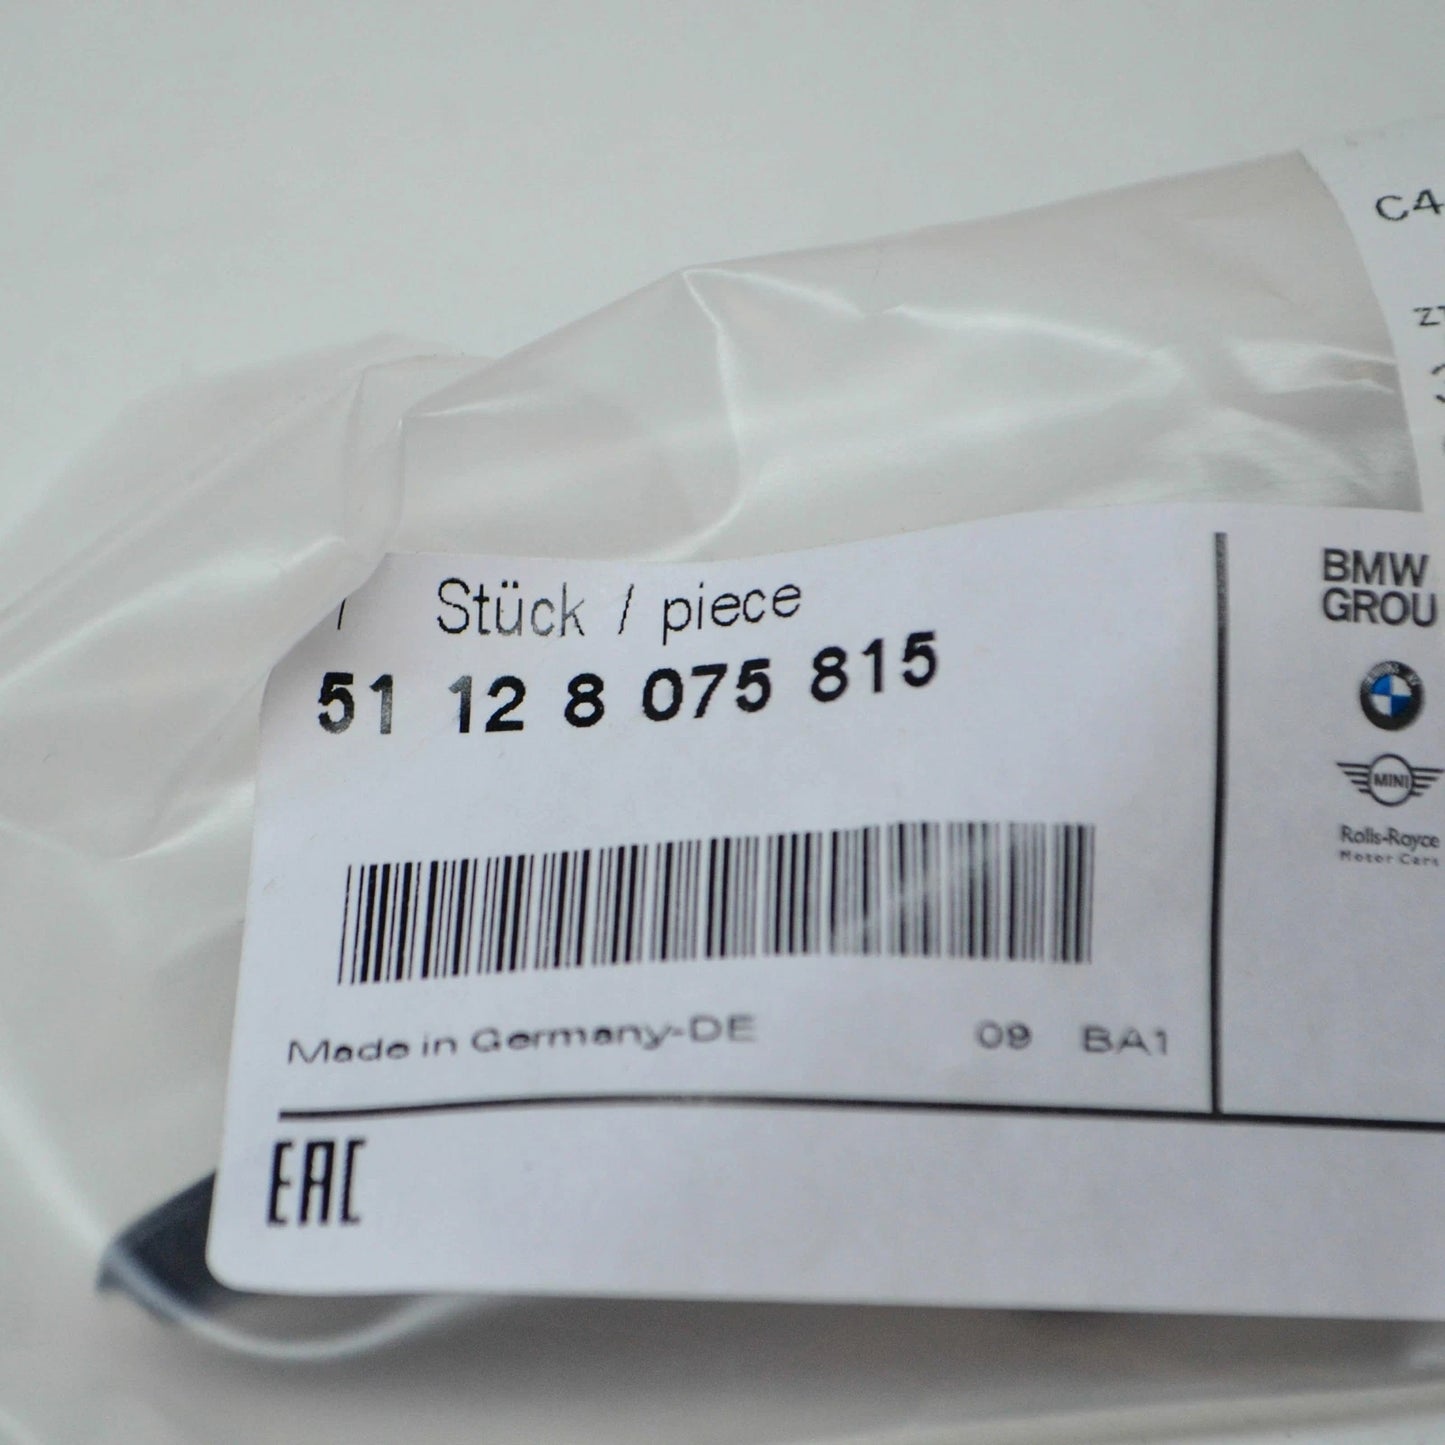 C4
1 Stück / piece
51 12 8 075 815
Made in Germany-DE 09 BA1
EAC
BMW
GROU
MINI
Rolls-Royce
Motor Cars